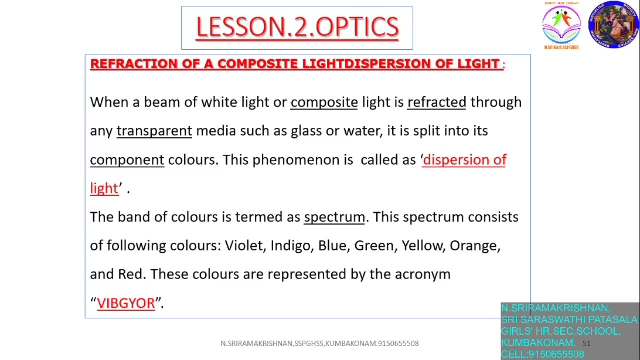 LESSON.2.OPTICS
REFRACTION OF A COMPOSITE LIGHTDISPERSION OF LIGHT :
When a beam of white light or composite light is refracted through
any transparent media such as glass or water, it is split into its
component colours. This phenomenon is called as ‘dispersion of
light’ .
The band of colours is termed as spectrum. This spectrum consists
of following colours: Violet, Indigo, Blue, Green, Yellow, Orange,
and Red. These colours are represented by the acronym
“VIBGYOR”.
N.SRIRAMAKRISHNAN,SSPGHSS,KUMBAKONAM.9150655508
N.SRIRAMAKRISHNAN,
SRI SARASWATHI PATASALA
GIRLS' HR.SEC,SCHOOL,
KUMBAKONAM. 51
CELL:9150655508